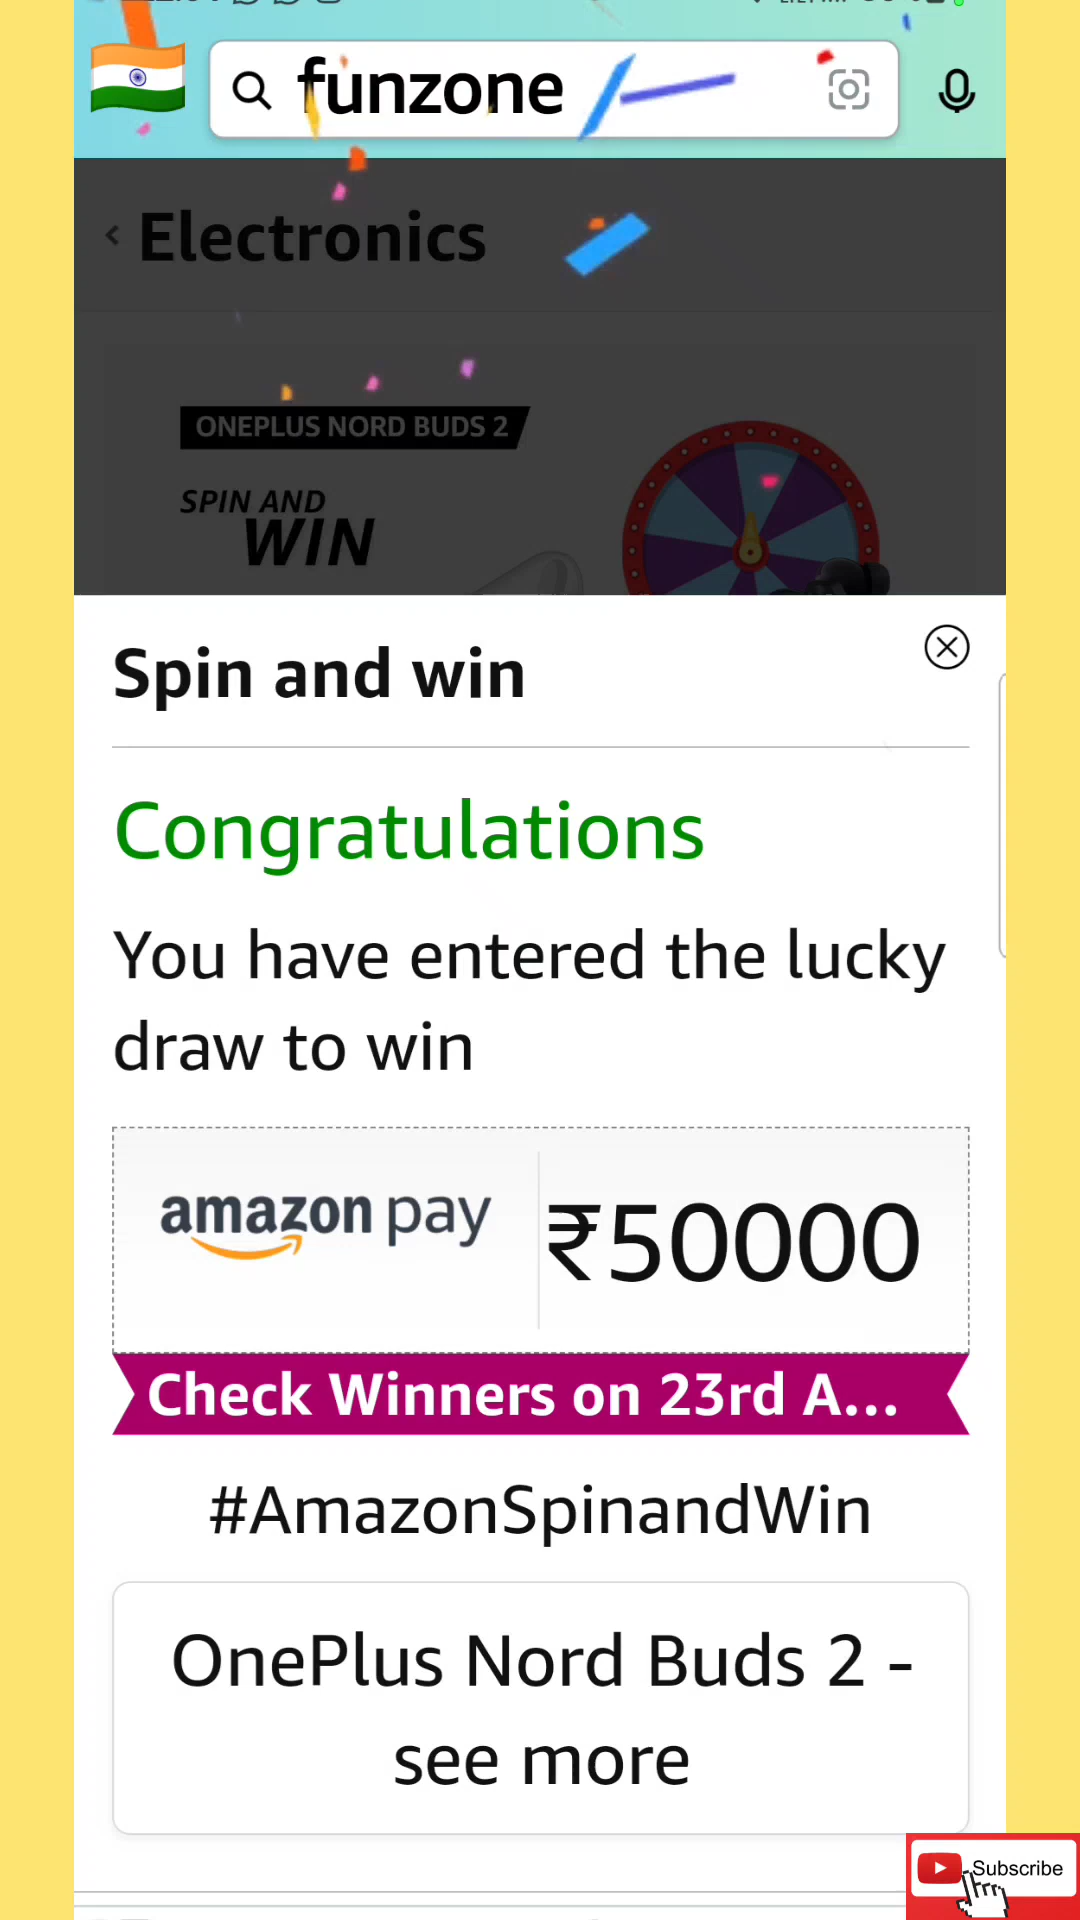 funzone
Electronics
ONEPLUS NORD BUDS 2
SPIN AND
WIN
Spin and win
Congratulations
You have entered the lucky
draw to win
amazon pay
₹50000
Check Winners on 23rd A...
#AmazonSpinandWin
OnePlus Nord Buds 2 -
see more
Subscribe